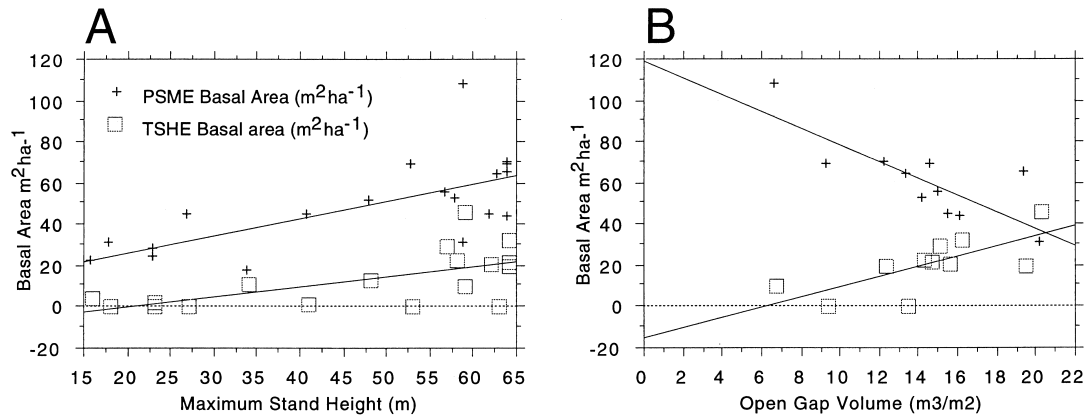 A
B
120
100
80
60
40
20
0
-20
Basal Area m2ha-1
+ PSME Basal Area (m2ha-1)
TSHE Basal area (m2ha-1)
15 20 25 30 35 40 45 50 55 60 65
Maximum Stand Height (m)
120
100
80
60
40
20
0
-20
Basal Area m2ha-1
0 2 4 6 8 10 12 14 16 18 20 22
Open Gap Volume (m3/m2)